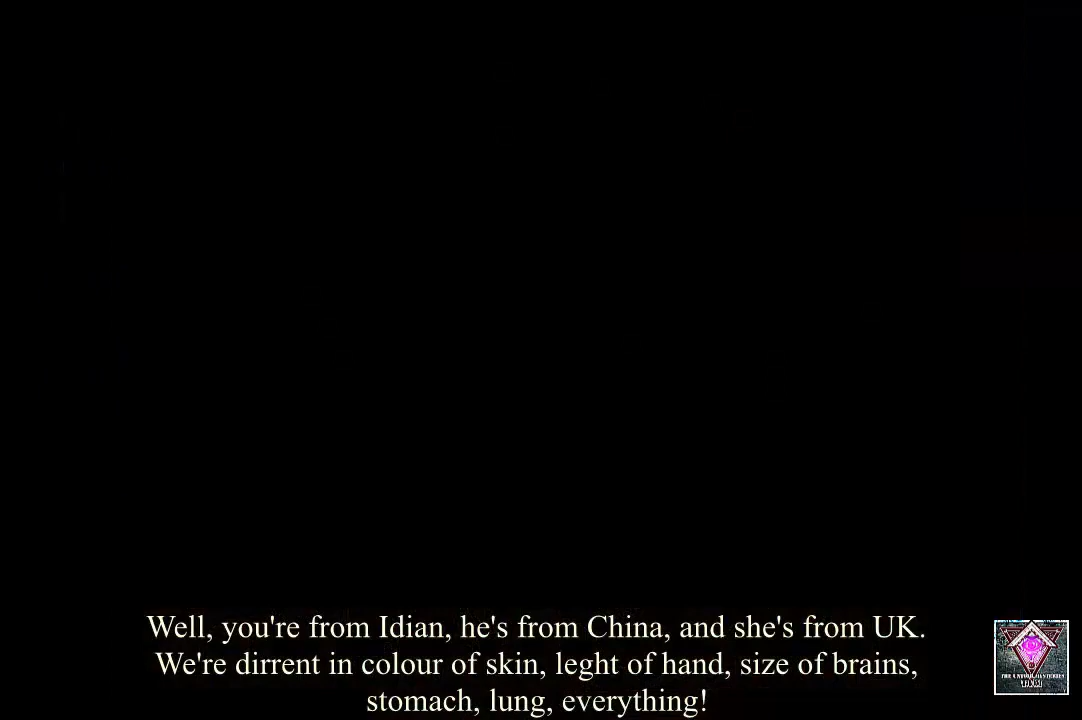 Well, you're from Idian, he's from China, and she's from UK.
We're dirrent in colour of skin, leght of hand, size of brains,
stomach, lung, everything!